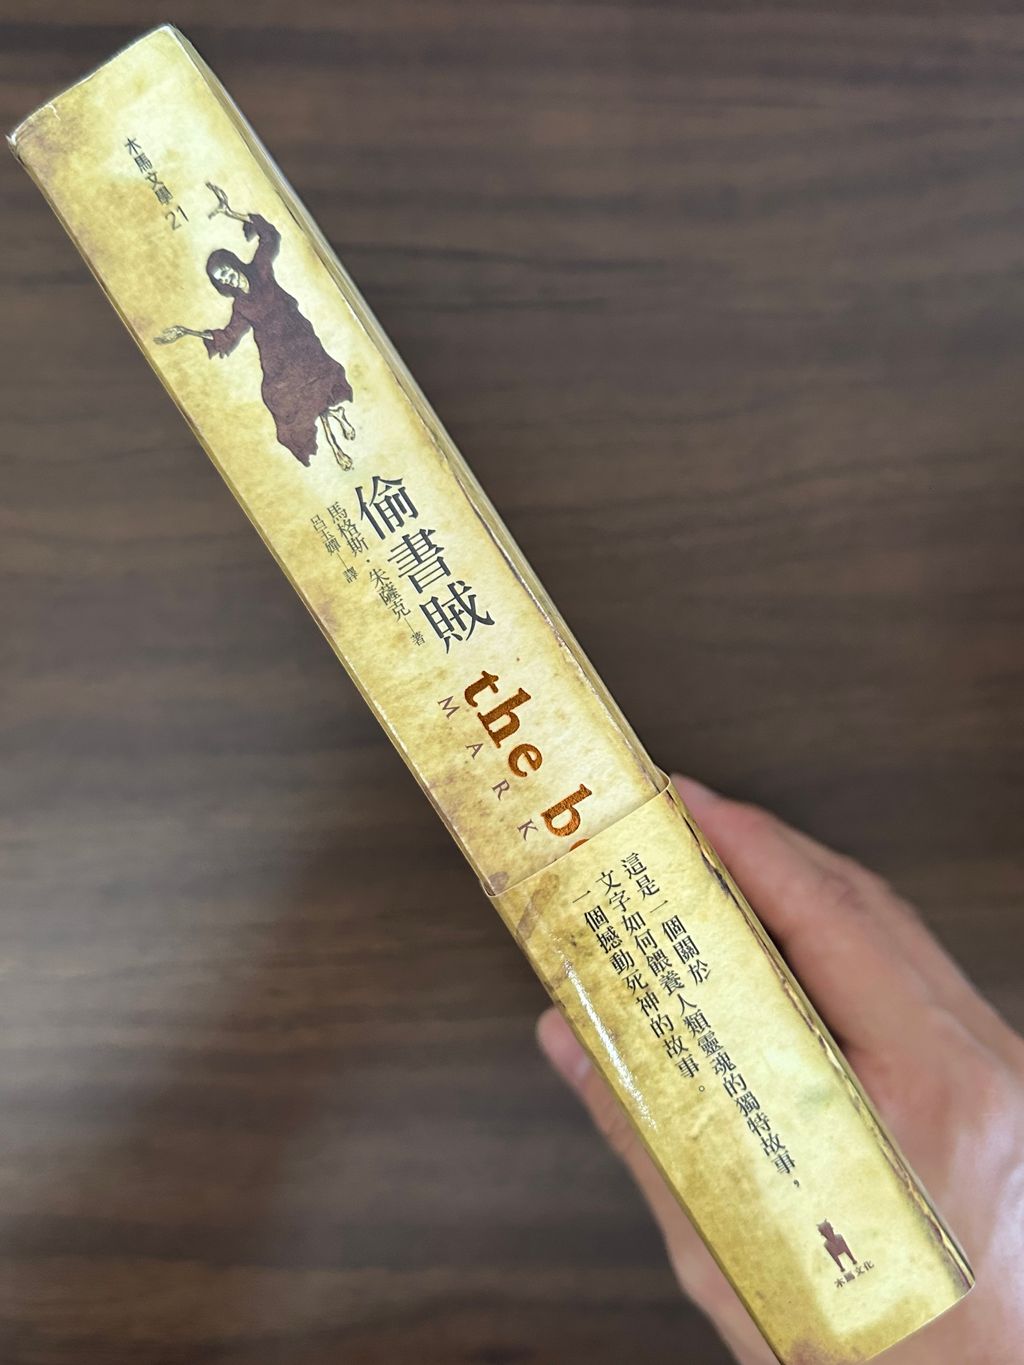 木馬文學 21
偷書賊
馬格斯·朱薩克—著
呂玉嬋—譯
the b
MARK
這是一個關於
文字如何餵養人類靈魂的獨特故事，
一個撼動死神的故事。
木馬文化